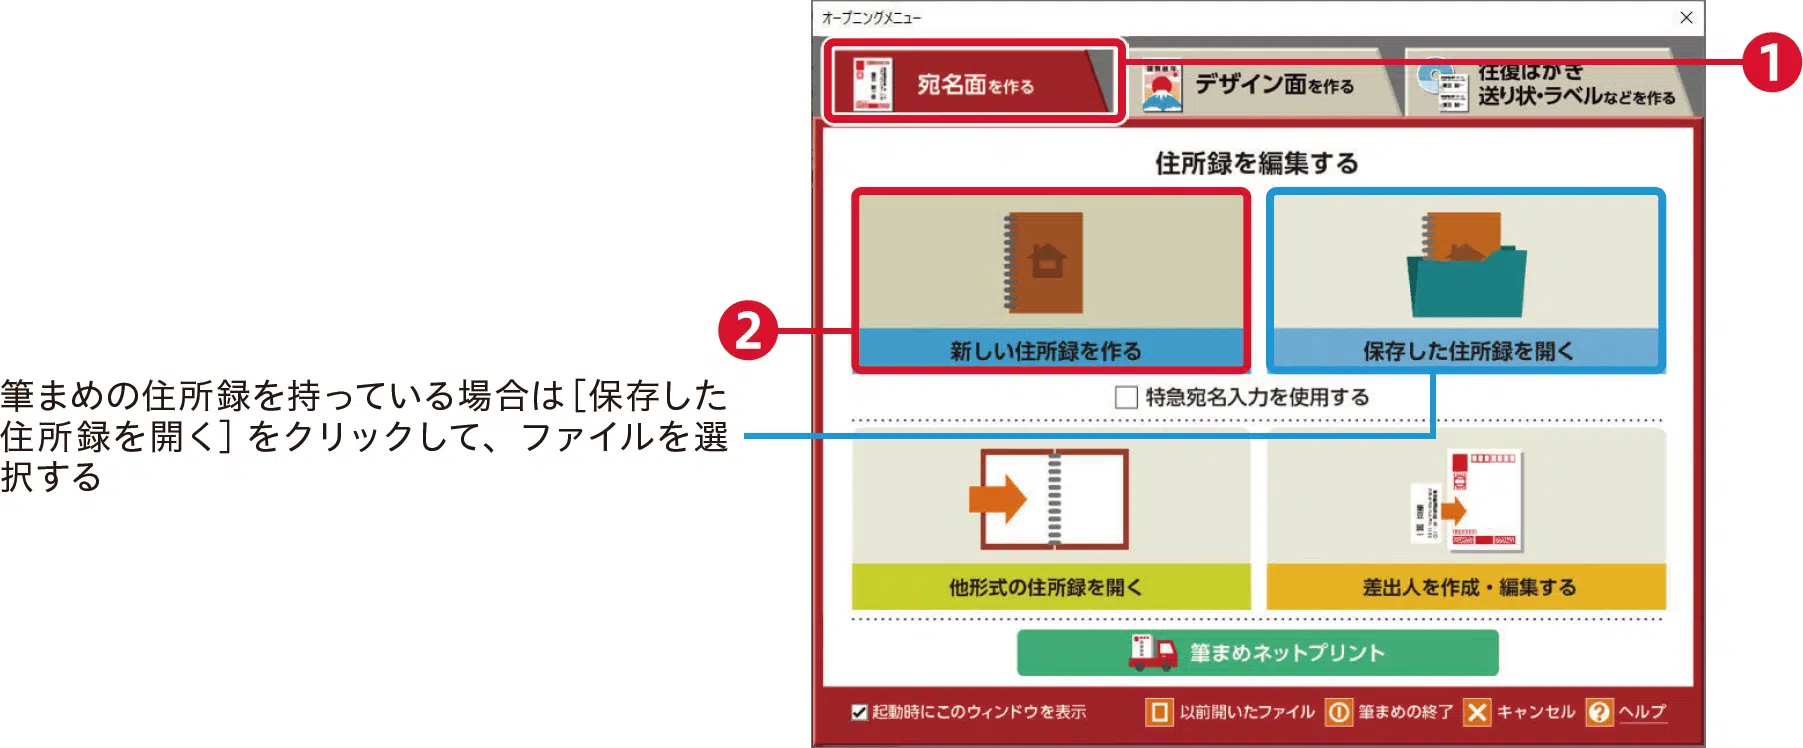 オープニングメニュー
宛名面を作る
デザイン面を作る
往復はがき
送り状・ラベルなどを作る
1
住所録を編集する
2
新しい住所録を作る
保存した住所録を開く
特急宛名入力を使用する
筆まめの住所録を持っている場合は［保存した
住所録を開く］をクリックして、ファイルを選
択する
他形式の住所録を開く
差出人を作成・編集する
筆まめネットプリント
起動時にこのウィンドウを表示
以前開いたファイル
筆まめの終了
キャンセル
ヘルプ